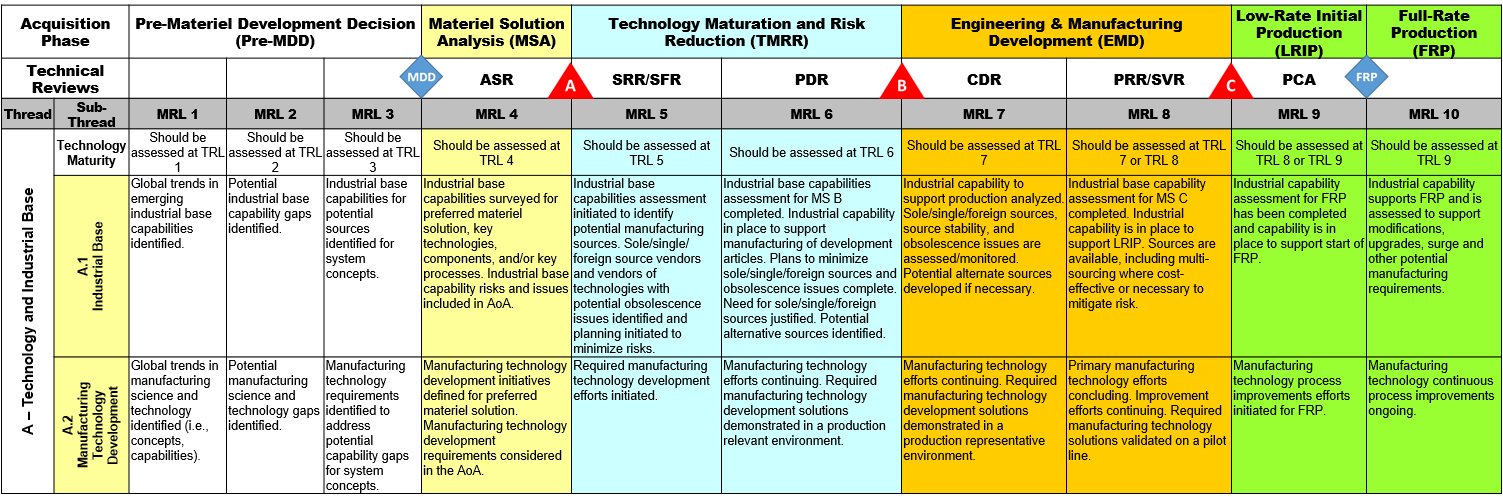 Acquisition
Phase
Pre-Materiel Development Decision
(Pre-MDD)
Materiel Solution
Analysis (MSA)
Technology Maturation and Risk
Reduction (TMRR)
Engineering & Manufacturing
Development (EMD)
Low-Rate Initial
Production
(LRIP)
Full-Rate
Production
(FRP)
Technical
Reviews
MDD
ASR
A
SRR/SFR
PDR
B
CDR
PRR/SVR
C
PCA
FRP
Thread
Sub-
Thread
MRL 1
MRL 2
MRL 3
MRL 4
MRL 5
MRL 6
MRL 7
MRL 8
MRL 9
MRL 10
A – Technology and Industrial Base
Technology
Maturity
Should be
assessed at TRL
1
Should be
assessed at TRL
2
Should be
assessed at TRL
3
Should be assessed at
TRL 4
Should be assessed at
TRL 5
Should be assessed at TRL 6
Should be assessed at TRL
7
Should be assessed at TRL
7 or TRL 8
Should be assessed at
TRL 8 or TRL 9
Should be assessed at
TRL 9
A.1
Industrial Base
Global trends in
emerging
industrial base
capabilities
identified.
Potential
industrial base
capability gaps
identified.
Industrial base
capabilities for
potential
sources
identified for
system
concepts.
Industrial base
capabilities surveyed for
preferred materiel
solution, key
technologies,
components, and/or key
processes. Industrial base
capability risks and issues
included in AoA.
Industrial base
capabilities assessment
initiated to identify
potential manufacturing
sources. Sole/single/
foreign source vendors
and vendors of
technologies with
potential obsolescence
issues identified and
planning initiated to
minimize risks.
Industrial base capabilities
assessment for MS B
completed. Industrial capability
in place to support
manufacturing of development
articles. Plans to minimize
sole/single/foreign sources and
obsolescence issues complete.
Need for sole/single/foreign
sources justified. Potential
alternative sources identified.
Industrial capability to
support production analyzed.
Sole/single/foreign sources,
source stability, and
obsolescence issues are
assessed/monitored.
Potential alternate sources
developed if necessary.
Industrial base capability
assessment for MS C
completed. Industrial
capability is in place to
support LRIP. Sources are
available, including multi-
sourcing where cost-
effective or necessary to
mitigate risk.
Industrial capability
assessment for FRP
has been completed
and capability is in
place to support start of
FRP.
Industrial capability
supports FRP and is
assessed to support
modifications,
upgrades, surge and
other potential
manufacturing
requirements.
A.2
Manufacturing
Technology
Development
Global trends in
manufacturing
science and
technology
identified (i.e.,
concepts,
capabilities).
Potential
manufacturing
science and
technology gaps
identified.
Manufacturing
technology
requirements
identified to
address
potential
capability gaps
for system
concepts.
Manufacturing technology
development initiatives
defined for preferred
materiel solution.
Manufacturing technology
development
requirements considered
in the AoA.
Required manufacturing
technology development
efforts initiated.
Manufacturing technology
efforts continuing. Required
manufacturing technology
development solutions
demonstrated in a production
relevant environment.
Manufacturing technology
efforts continuing. Required
manufacturing technology
development solutions
demonstrated in a
production representative
environment.
Primary manufacturing
technology efforts
concluding. Improvement
efforts continuing. Required
manufacturing technology
solutions validated on a pilot
line.
Manufacturing
technology process
improvements efforts
initiated for FRP.
Manufacturing
technology continuous
process improvements
ongoing.